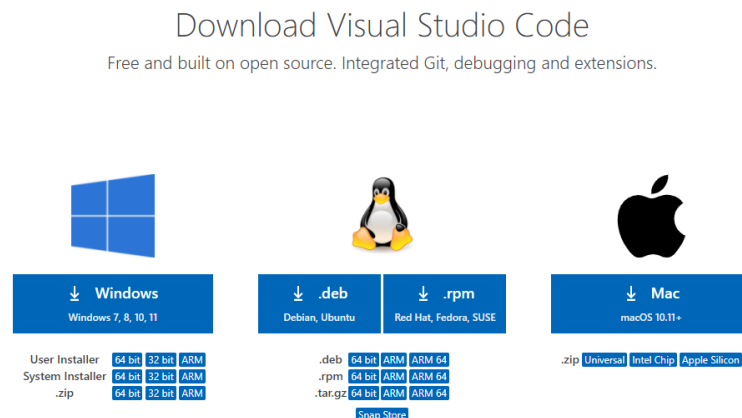 Download Visual Studio Code
Free and built on open source. Integrated Git, debugging and extensions.
Windows
Windows 7, 8, 10, 11
.deb
Debian, Ubuntu
.rpm
Red Hat, Fedora, SUSE
Mac
macOS 10.11+
User Installer 64 bit 32 bit ARM
System Installer 64 bit 32 bit ARM
.zip 64 bit 32 bit ARM
.deb 64 bit ARM ARM 64
.rpm 64 bit ARM ARM 64
.tar.gz 64 bit ARM ARM 64
Snap Store
.zip Universal Intel Chip Apple Silicon